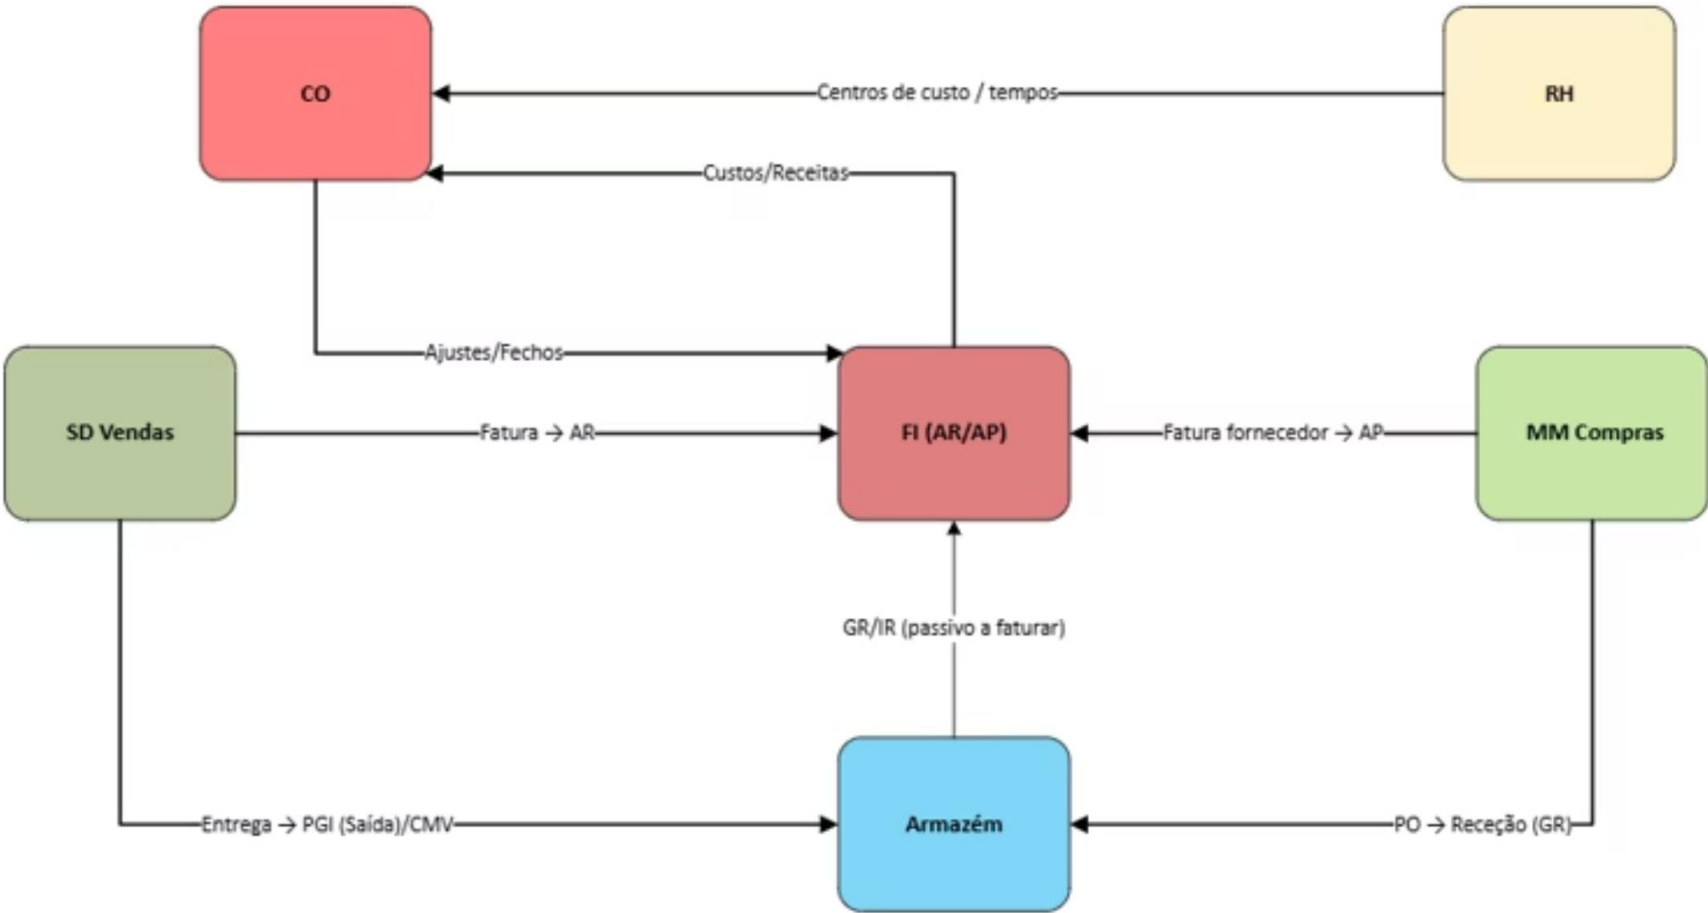 CO
Centros de custo / tempos
RH
Custos/Receitas
Ajustes/Fechos
SD Vendas
Fatura → AR
FI (AR/AP)
Fatura fornecedor → AP
MM Compras
GR/IR (passivo a faturar)
Entrega → PGI (Saída)/CMV
Armazém
PO → Receção (GR)